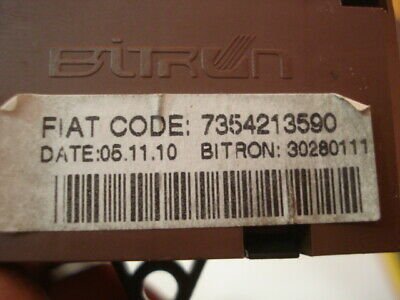 BITRON
FIAT CODE: 7354213590
DATE:05.11.10 BITRON: 30280111